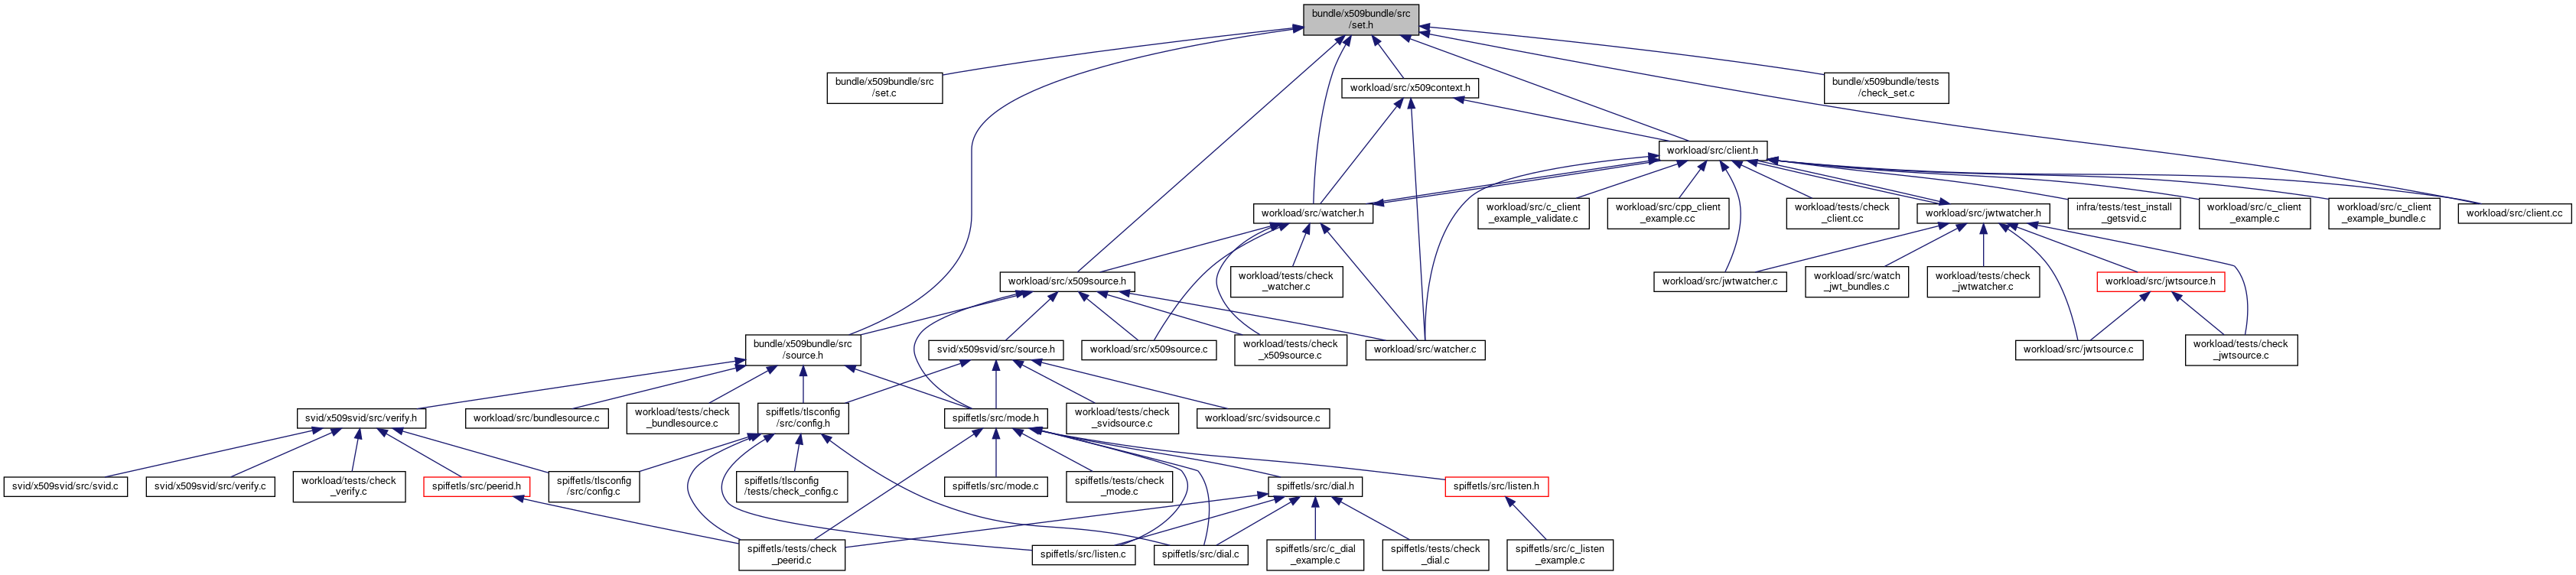 bundle/x509bundle/src
/set.h
bundle/x509bundle/src
/set.c
workload/src/x509context.h
bundle/x509bundle/tests
/check_set.c
workload/src/client.h
workload/src/watcher.h
workload/src/c_client
_example_validate.c
workload/src/cpp_client
_example.cc
workload/tests/check
_client.cc
workload/src/jwtwatcher.h
infra/tests/test_install
_getsvid.c
workload/src/c_client
_example.c
workload/src/c_client
_example_bundle.c
workload/src/client.cc
workload/src/x509source.h
workload/tests/check
_watcher.c
workload/src/jwtwatcher.c
workload/src/watch
_jwt_bundles.c
workload/tests/check
_jwtwatcher.c
workload/src/jwtsource.h
bundle/x509bundle/src
/source.h
svid/x509svid/src/source.h
workload/src/x509source.c
workload/tests/check
_x509source.c
workload/src/watcher.c
workload/src/jwtsource.c
workload/tests/check
_jwtsource.c
svid/x509svid/src/verify.h
workload/src/bundlesource.c
workload/tests/check
_bundlesource.c
spiffetls/tlsconfig
/src/config.h
spiffetls/src/mode.h
workload/tests/check
_svidsource.c
workload/src/svidsource.c
svid/x509svid/src/svid.c
svid/x509svid/src/verify.c
workload/tests/check
_verify.c
spiffetls/src/peerid.h
spiffetls/tlsconfig
/src/config.c
spiffetls/tlsconfig
/tests/check_config.c
spiffetls/src/mode.c
spiffetls/tests/check
_mode.c
spiffetls/src/dial.h
spiffetls/src/listen.h
spiffetls/tests/check
_peerid.c
spiffetls/src/listen.c
spiffetls/src/dial.c
spiffetls/src/c_dial
_example.c
spiffetls/tests/check
_dial.c
spiffetls/src/c_listen
_example.c